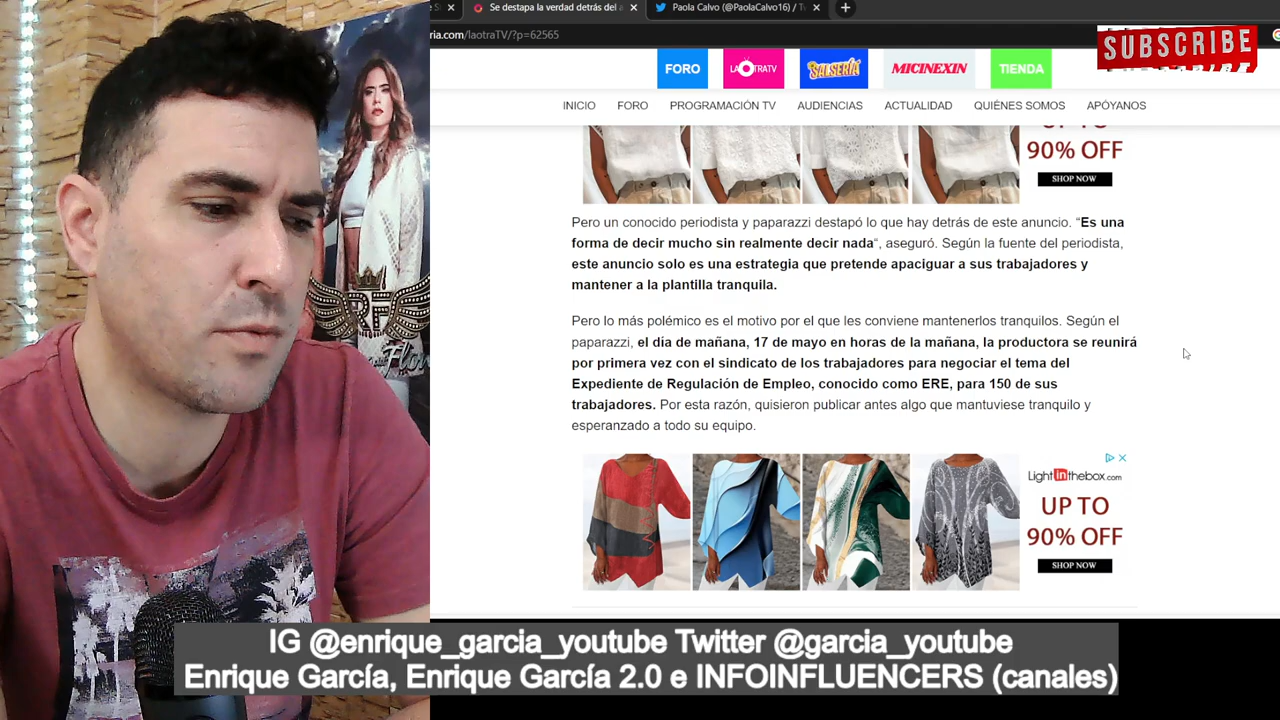 Se destapa la verdad detrás del a
Paola Calvo (@PaolaCalvo16) / T
ria.com/laotraTV/?p=62565
SUBSCRIBE
FORO
LAOTRATV
SALSERÍA
MICINEXIN
TIENDA
INICIO FORO PROGRAMACIÓN TV AUDIENCIAS ACTUALIDAD QUIÉNES SOMOS APÓYANOS
UP TO
90% OFF
SHOP NOW
Pero un conocido periodista y paparazzi destapó lo que hay detrás de este anuncio. “Es una
forma de decir mucho sin realmente decir nada“, aseguró. Según la fuente del periodista,
este anuncio solo es una estrategia que pretende apaciguar a sus trabajadores y
mantener a la plantilla tranquila.
Pero lo más polémico es el motivo por el que les conviene mantenerlos tranquilos. Según el
paparazzi, el día de mañana, 17 de mayo en horas de la mañana, la productora se reunirá
por primera vez con el sindicato de los trabajadores para negociar el tema del
Expediente de Regulación de Empleo, conocido como ERE, para 150 de sus
trabajadores. Por esta razón, quisieron publicar antes algo que mantuviese tranquilo y
esperanzado a todo su equipo.
LightInthebox.com
UP TO
90% OFF
SHOP NOW
RF
IG @enrique_garcia_youtube Twitter @garcia_youtube
Enrique García, Enrique García 2.0 e INFOINFLUENCERS (canales)